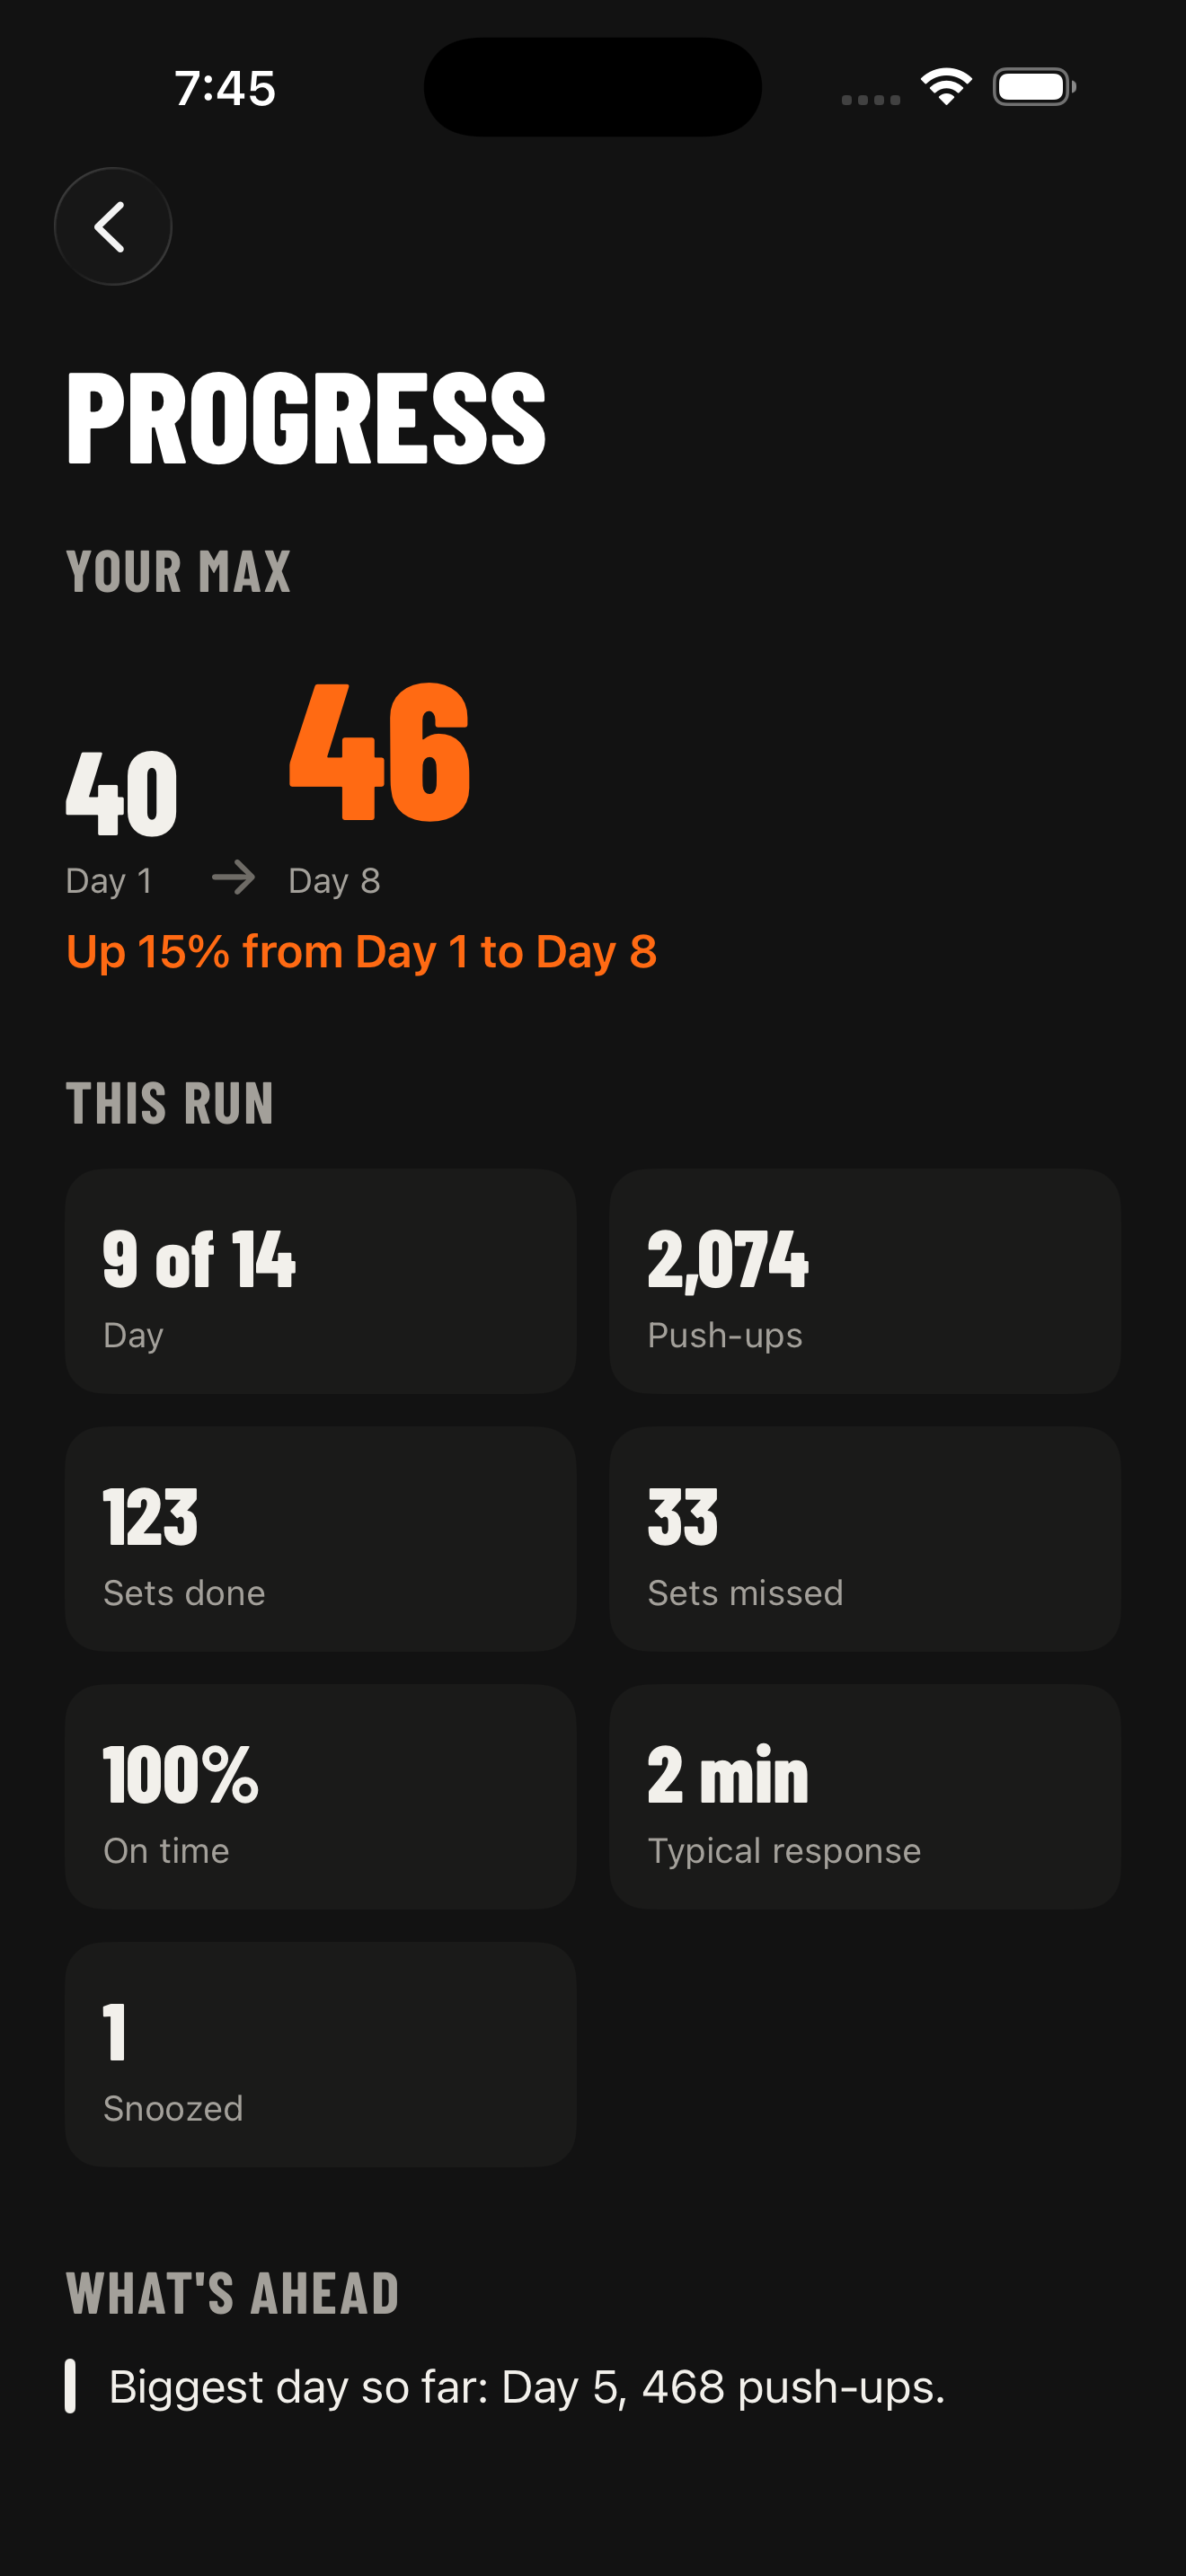 7:45
PROGRESS
YOUR MAX
40
46
Day 1
Day 8
Up 15% from Day 1 to Day 8
THIS RUN
9 of 14
Day
2,074
Push-ups
123
Sets done
33
Sets missed
100%
On time
2 min
Typical response
1
Snoozed
WHAT'S AHEAD
Biggest day so far: Day 5, 468 push-ups.